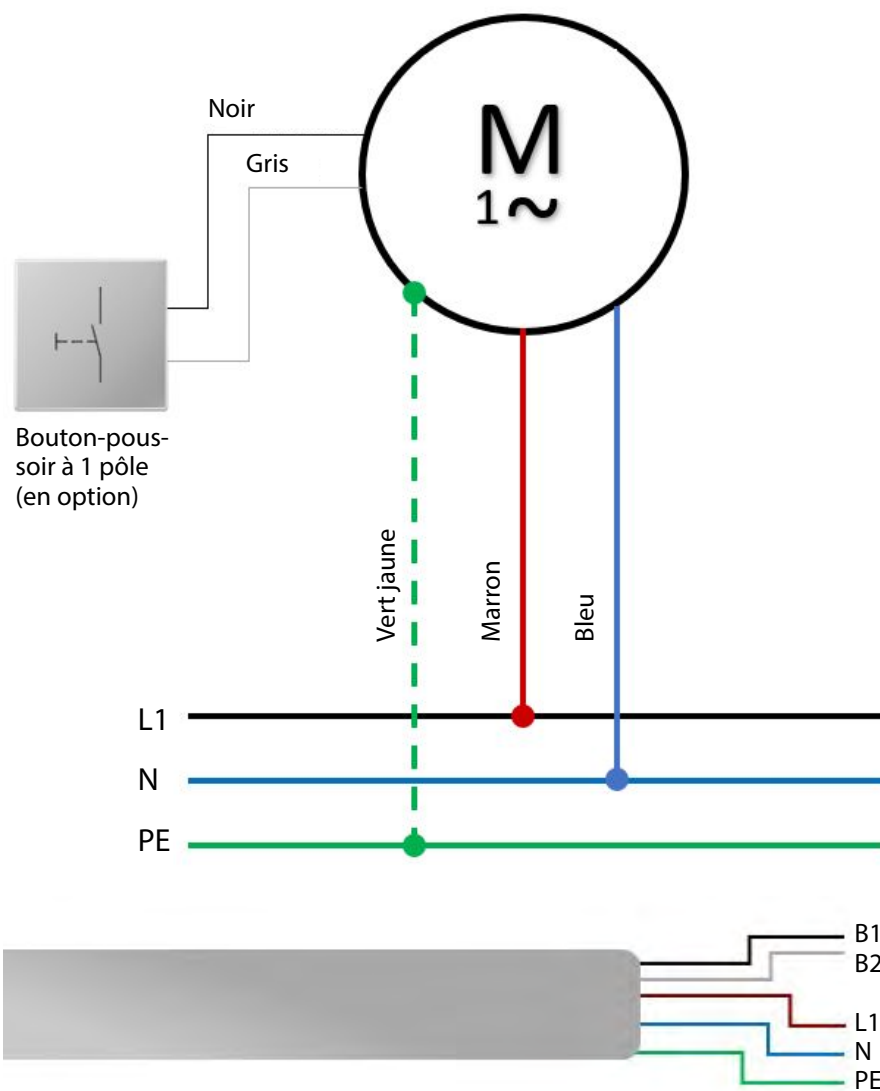 M
1~
Noir
Gris
Bouton-pous-
soir à 1 pôle
(en option)
Vert jaune
Marron
Bleu
L1
N
PE
B1
B2
L1
N
PE